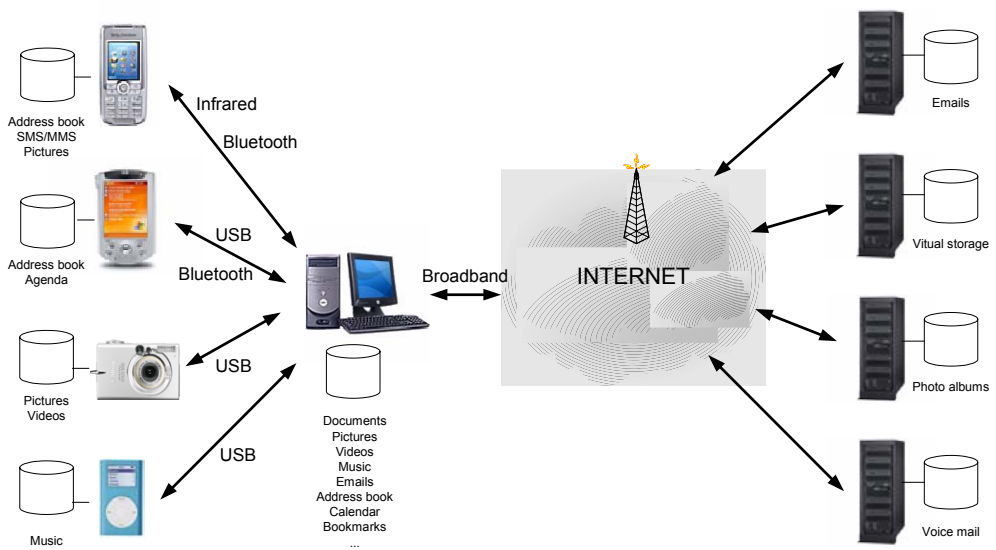 Address book
SMS/MMS
Pictures
Infrared
Bluetooth
Address book
Agenda
USB
Bluetooth
Pictures
Videos
USB
Music
USB
Documents
Pictures
Videos
Music
Emails
Address book
Calendar
Bookmarks
...
Broadband
INTERNET
Emails
Vitual storage
Photo albums
Voice mail